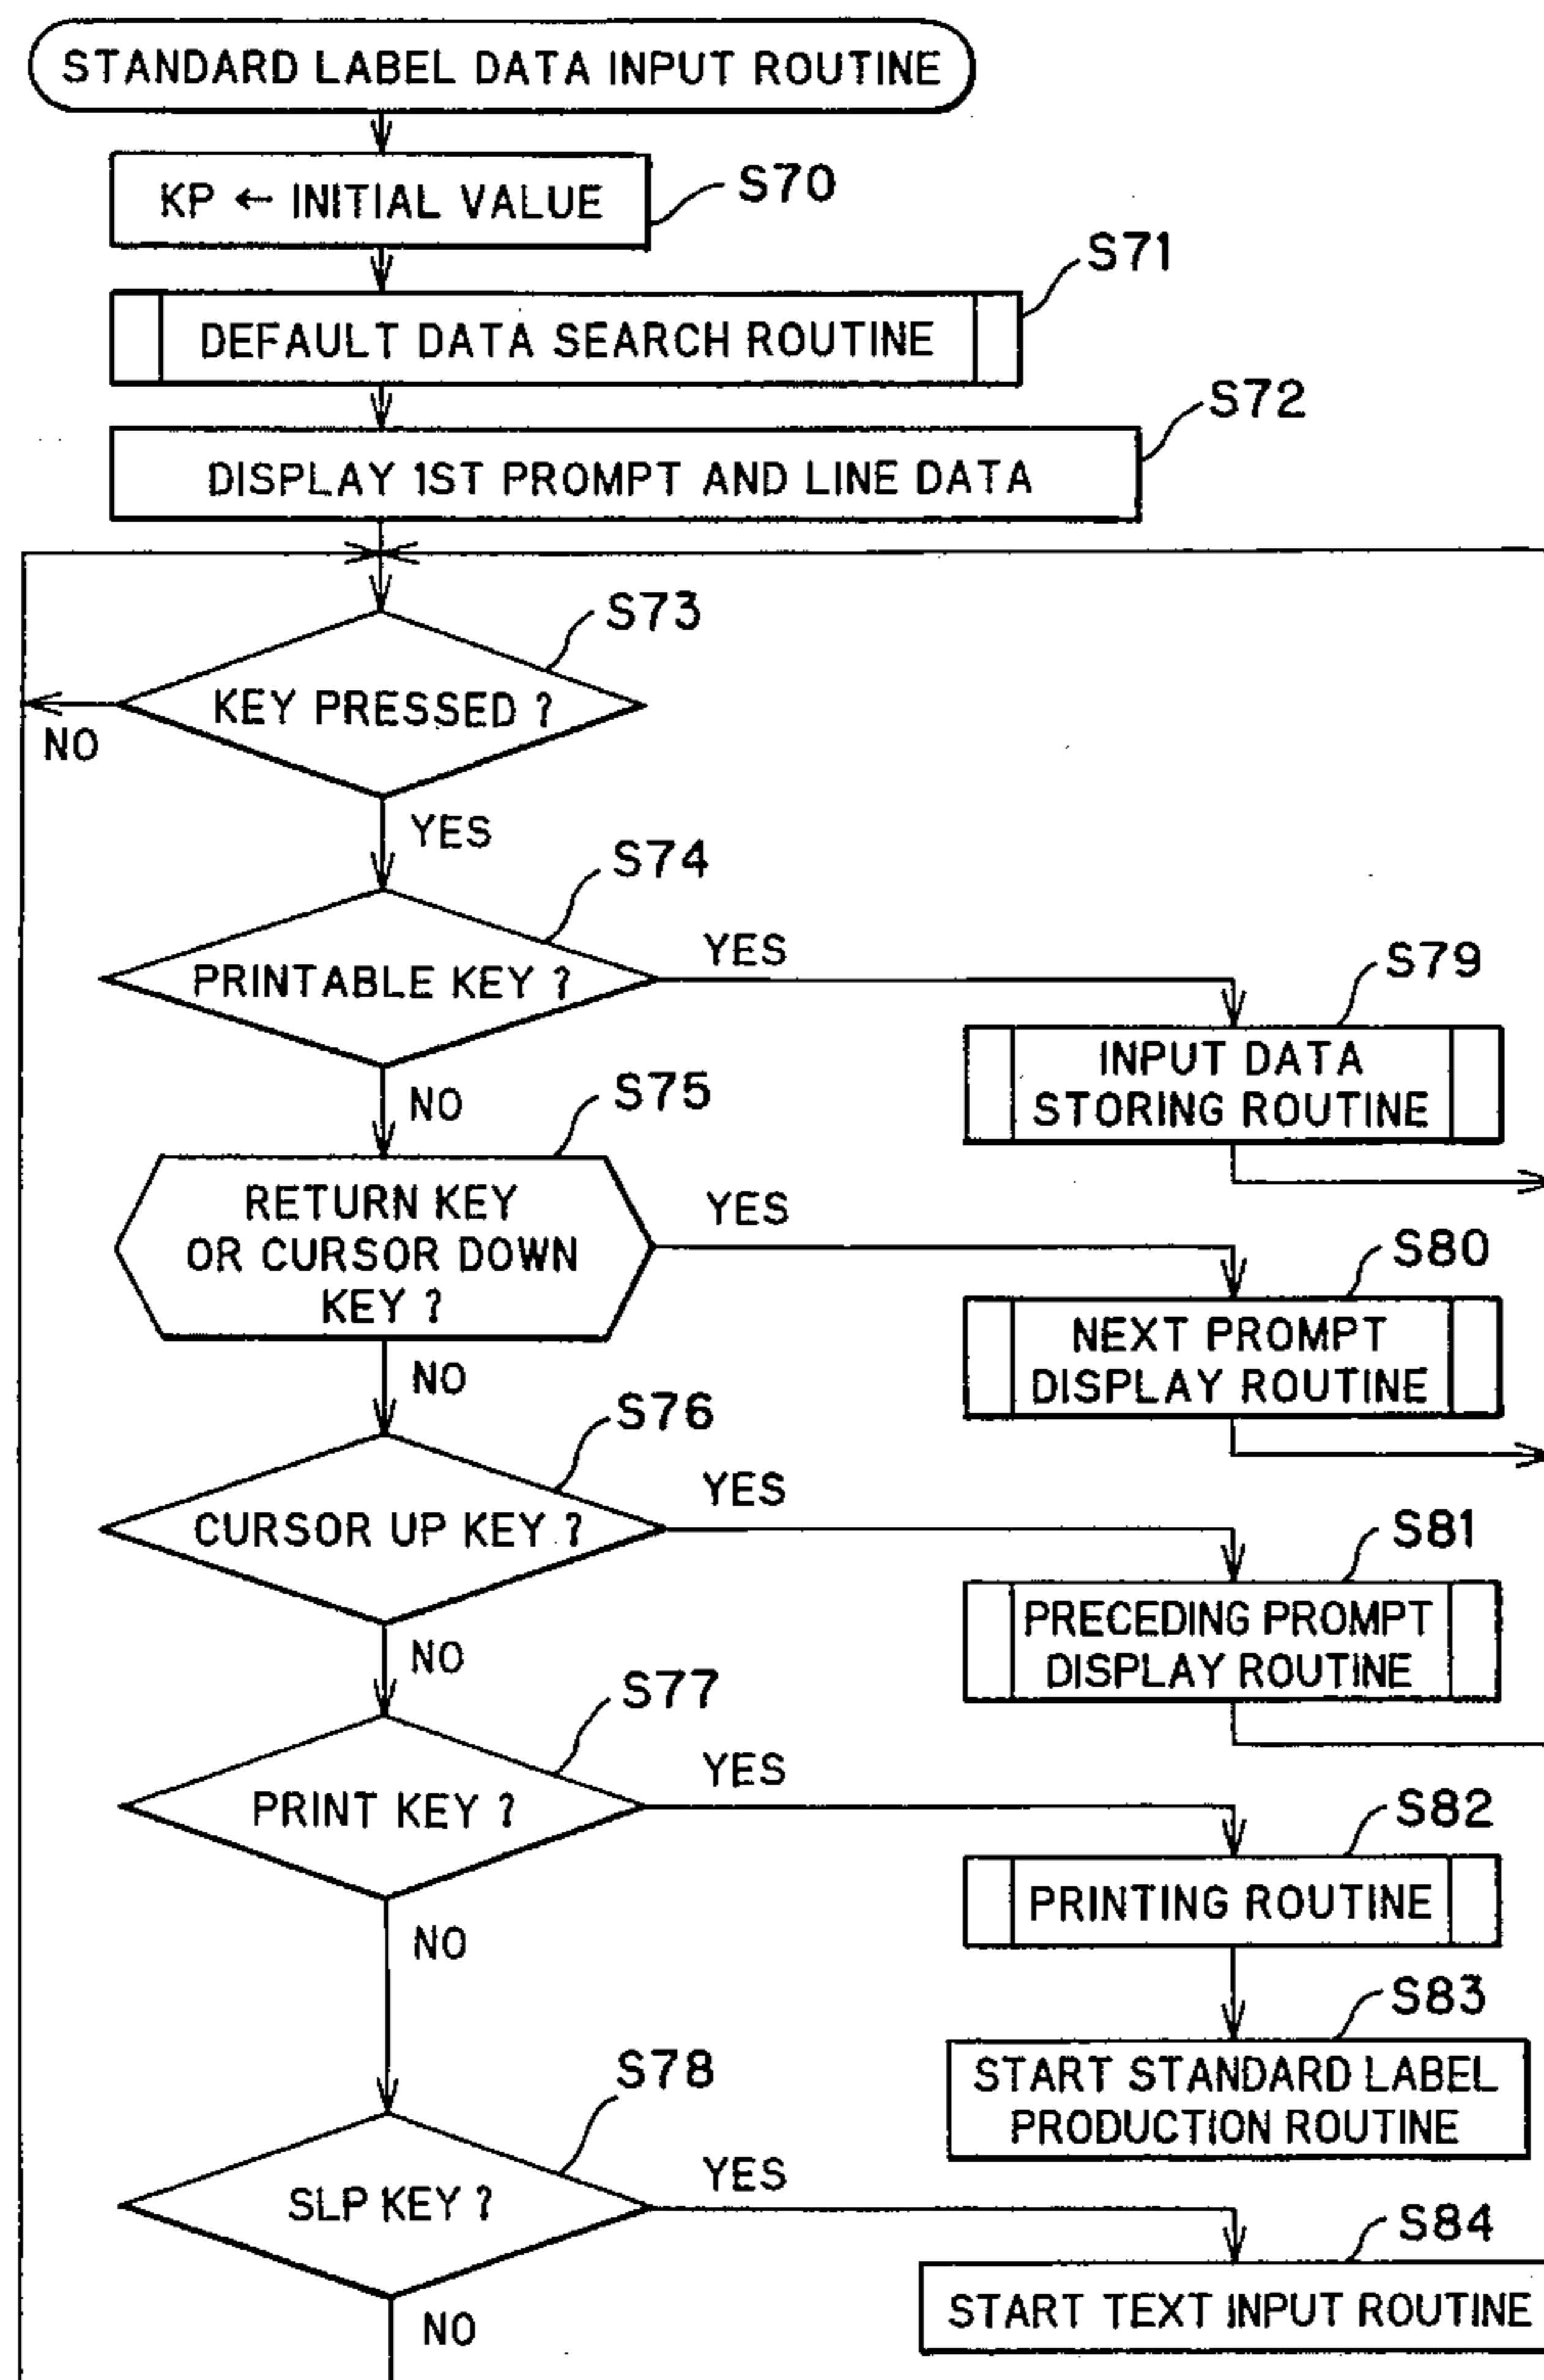 STANDARD LABEL DATA INPUT ROUTINE
KP ← INITIAL VALUE
S70
S71
DEFAULT DATA SEARCH ROUTINE
S72
DISPLAY 1ST PROMPT AND LINE DATA
S73
KEY PRESSED ?
NO
YES
S74
PRINTABLE KEY ?
YES
S79
INPUT DATA
STORING ROUTINE
NO
S75
RETURN KEY
OR CURSOR DOWN
KEY ?
YES
S80
NEXT PROMPT
DISPLAY ROUTINE
NO
S76
CURSOR UP KEY ?
YES
S81
PRECEDING PROMPT
DISPLAY ROUTINE
NO
S77
PRINT KEY ?
YES
S82
PRINTING ROUTINE
NO
S83
START STANDARD LABEL
PRODUCTION ROUTINE
S78
SLP KEY ?
YES
S84
START TEXT INPUT ROUTINE
NO